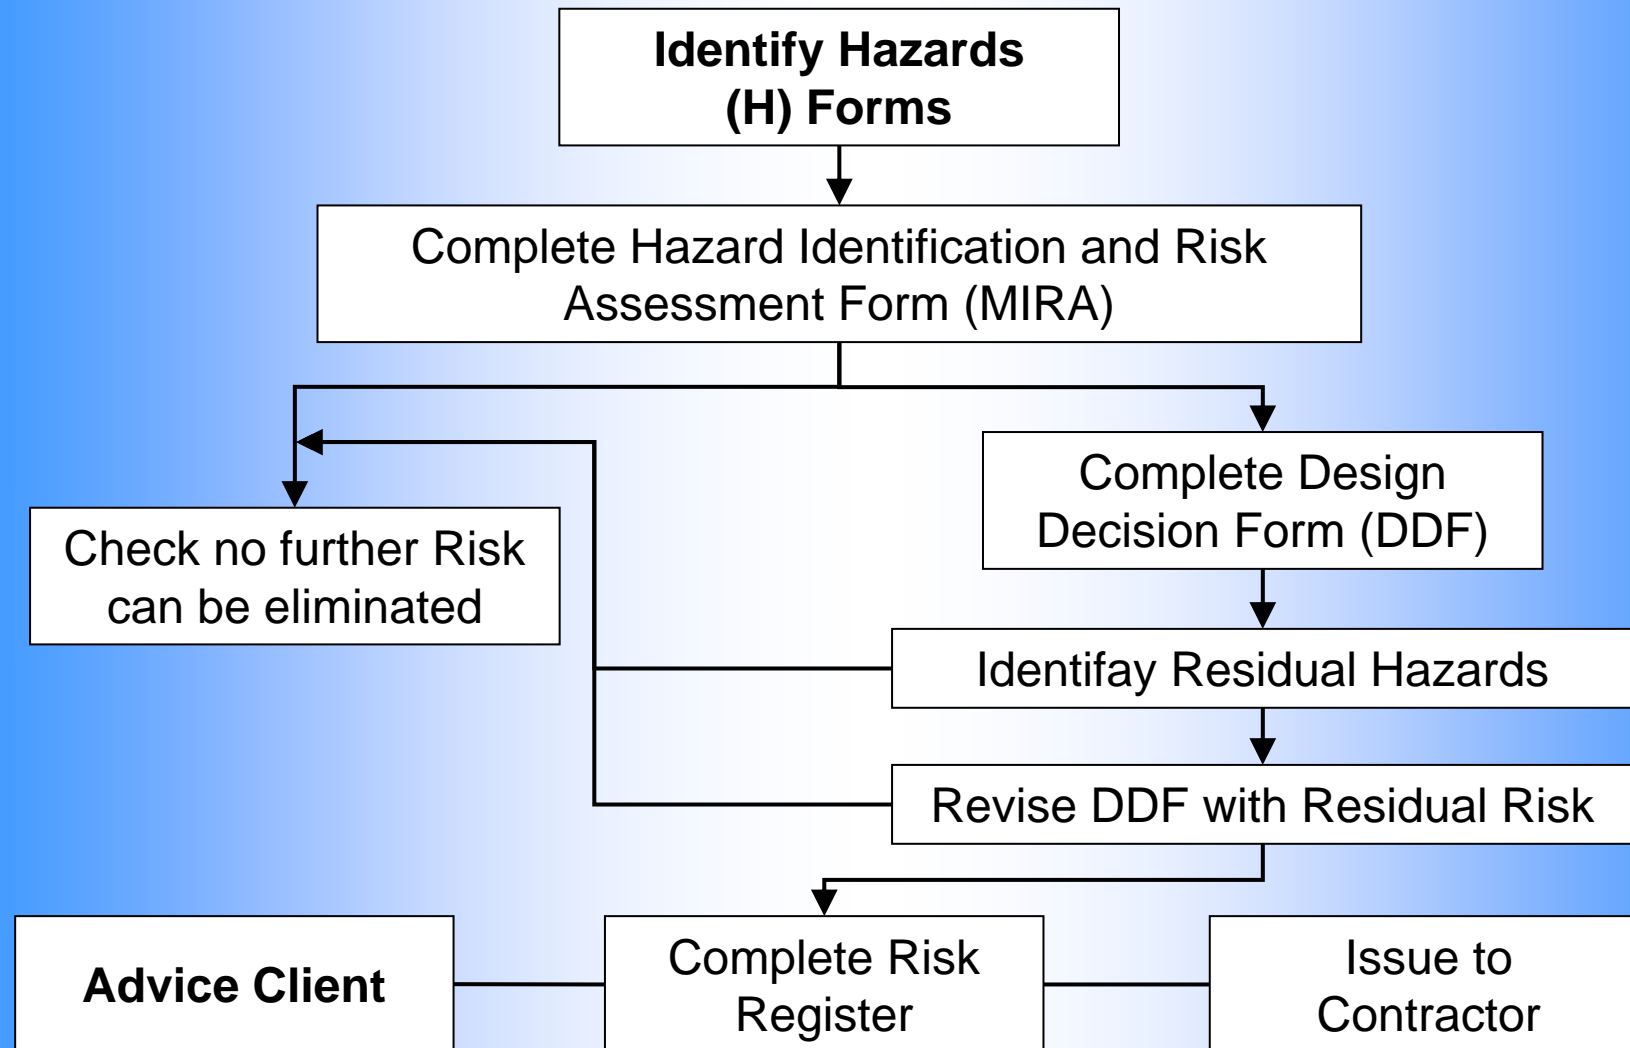 Identify Hazards
(H) Forms
Complete Hazard Identification and Risk
Assessment Form (MIRA)
Complete Design
Decision Form (DDF)
Check no further Risk
can be eliminated
Identifay Residual Hazards
Revise DDF with Residual Risk
Advice Client
Complete Risk
Register
Issue to
Contractor